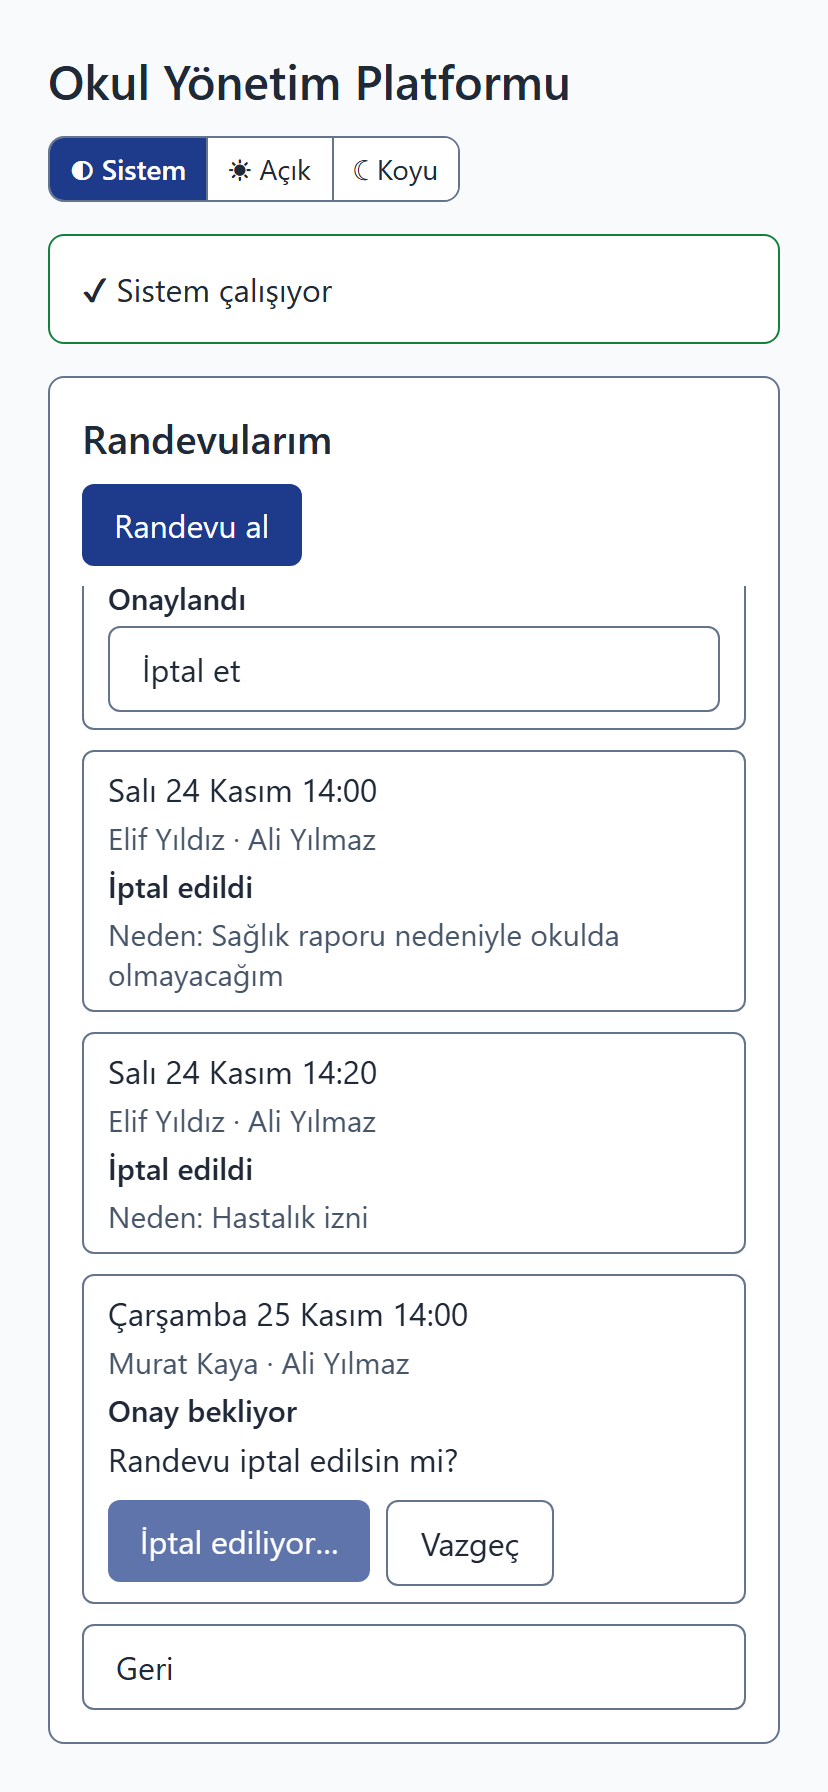 Okul Yönetim Platformu
◐ Sistem
☀ Açık
☾ Koyu
✓ Sistem çalışıyor
Randevularım
Randevu al
Onaylandı
İptal et
Salı 24 Kasım 14:00
Elif Yıldız · Ali Yılmaz
İptal edildi
Neden: Sağlık raporu nedeniyle okulda
olmayacağım
Salı 24 Kasım 14:20
Elif Yıldız · Ali Yılmaz
İptal edildi
Neden: Hastalık izni
Çarşamba 25 Kasım 14:00
Murat Kaya · Ali Yılmaz
Onay bekliyor
Randevu iptal edilsin mi?
İptal ediliyor...
Vazgeç
Geri